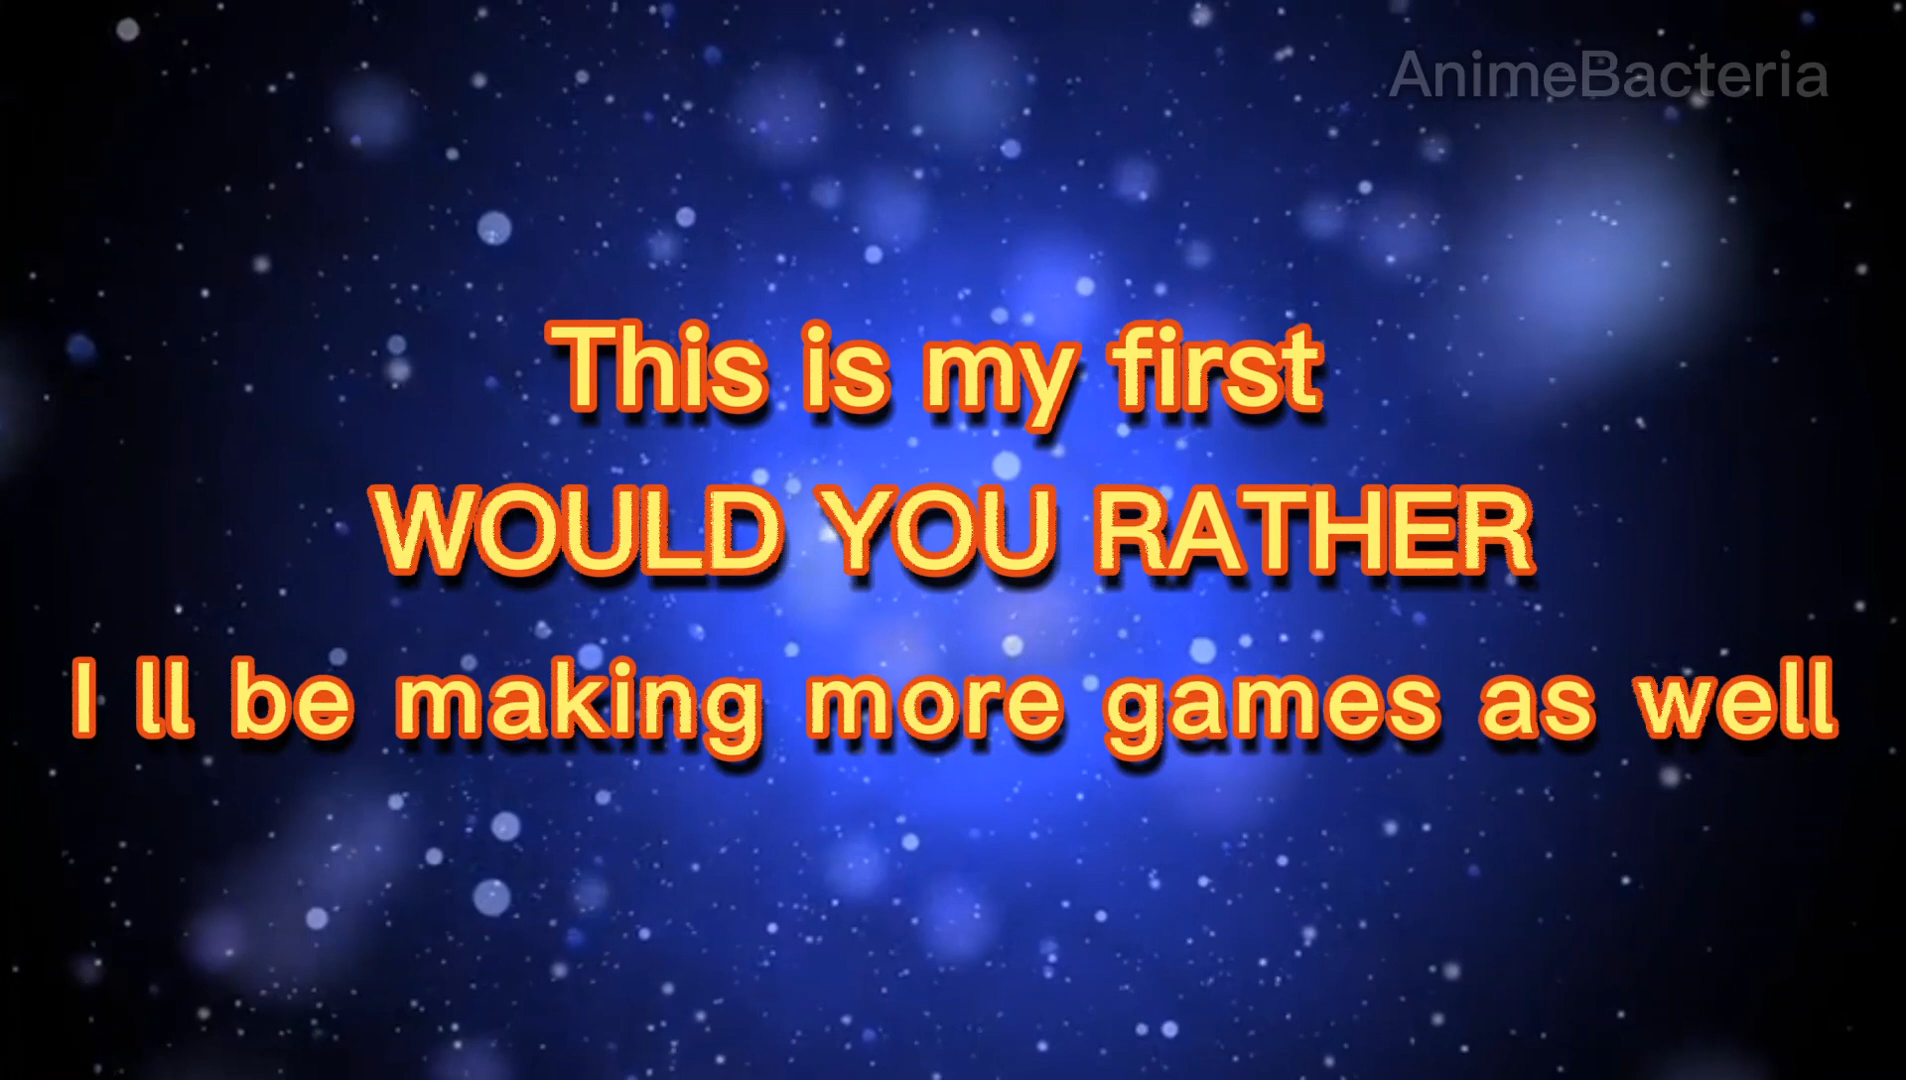 AnimeBacteria
This is my first
WOULD YOU RATHER
I ll be making more games as well